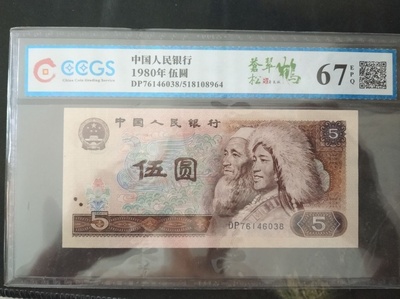 CCGS
中国人民银行
1980年 伍圆
DP76146038/518108964
67 EPQ
中国人民银行
5
伍圆
DP76146038
5
5